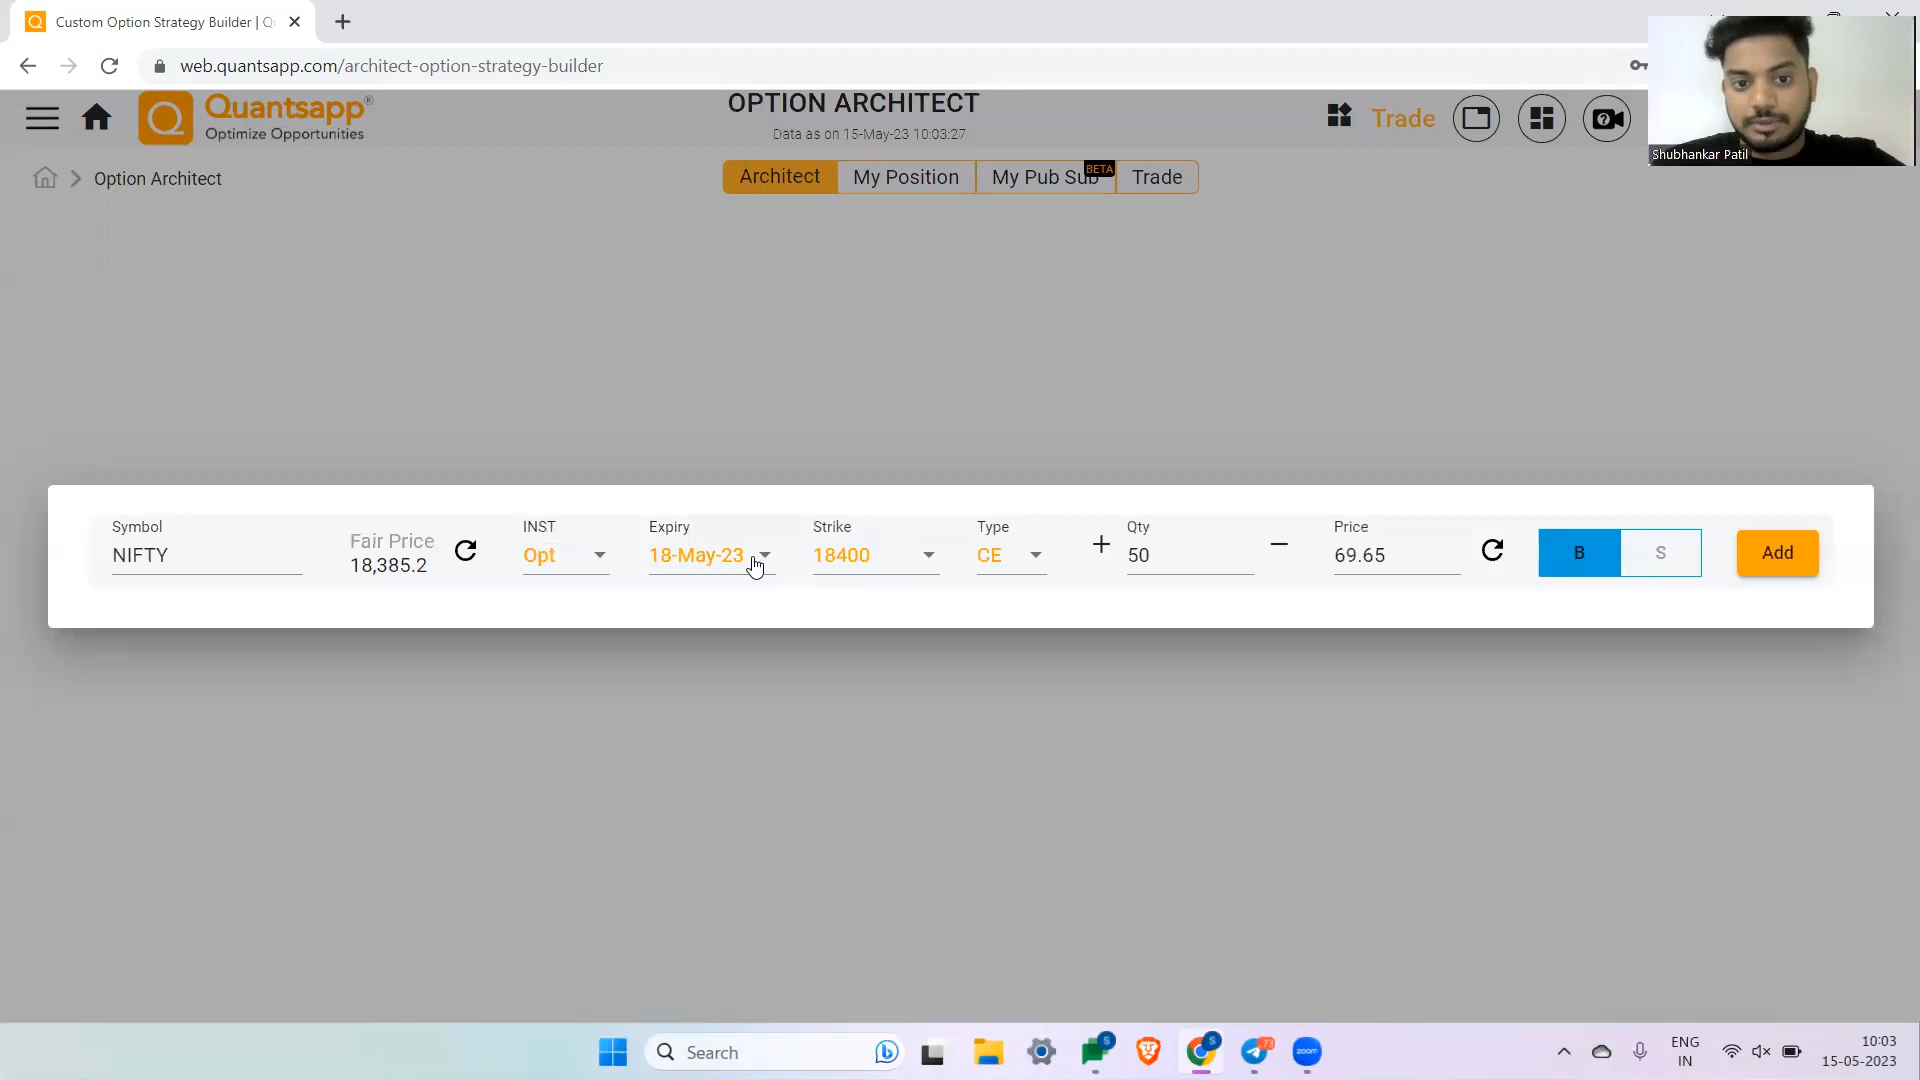 Custom Option Strategy Builder | Q
web.quantsapp.com/architect-option-strategy-builder
Quantsapp®
Optimize Opportunities
OPTION ARCHITECT
Data as on 15-May-23 10:03:27
Trade
Shubhankar Patil
Option Architect
Architect
My Position
My Pub Sub
BETA
Trade
Symbol
NIFTY
Fair Price
18,385.2
INST
Opt
Expiry
18-May-23
Strike
18400
Type
CE
Qty
50
Price
69.65
B
S
Add
Search
zoom
ENG
IN
10:03
15-05-2023